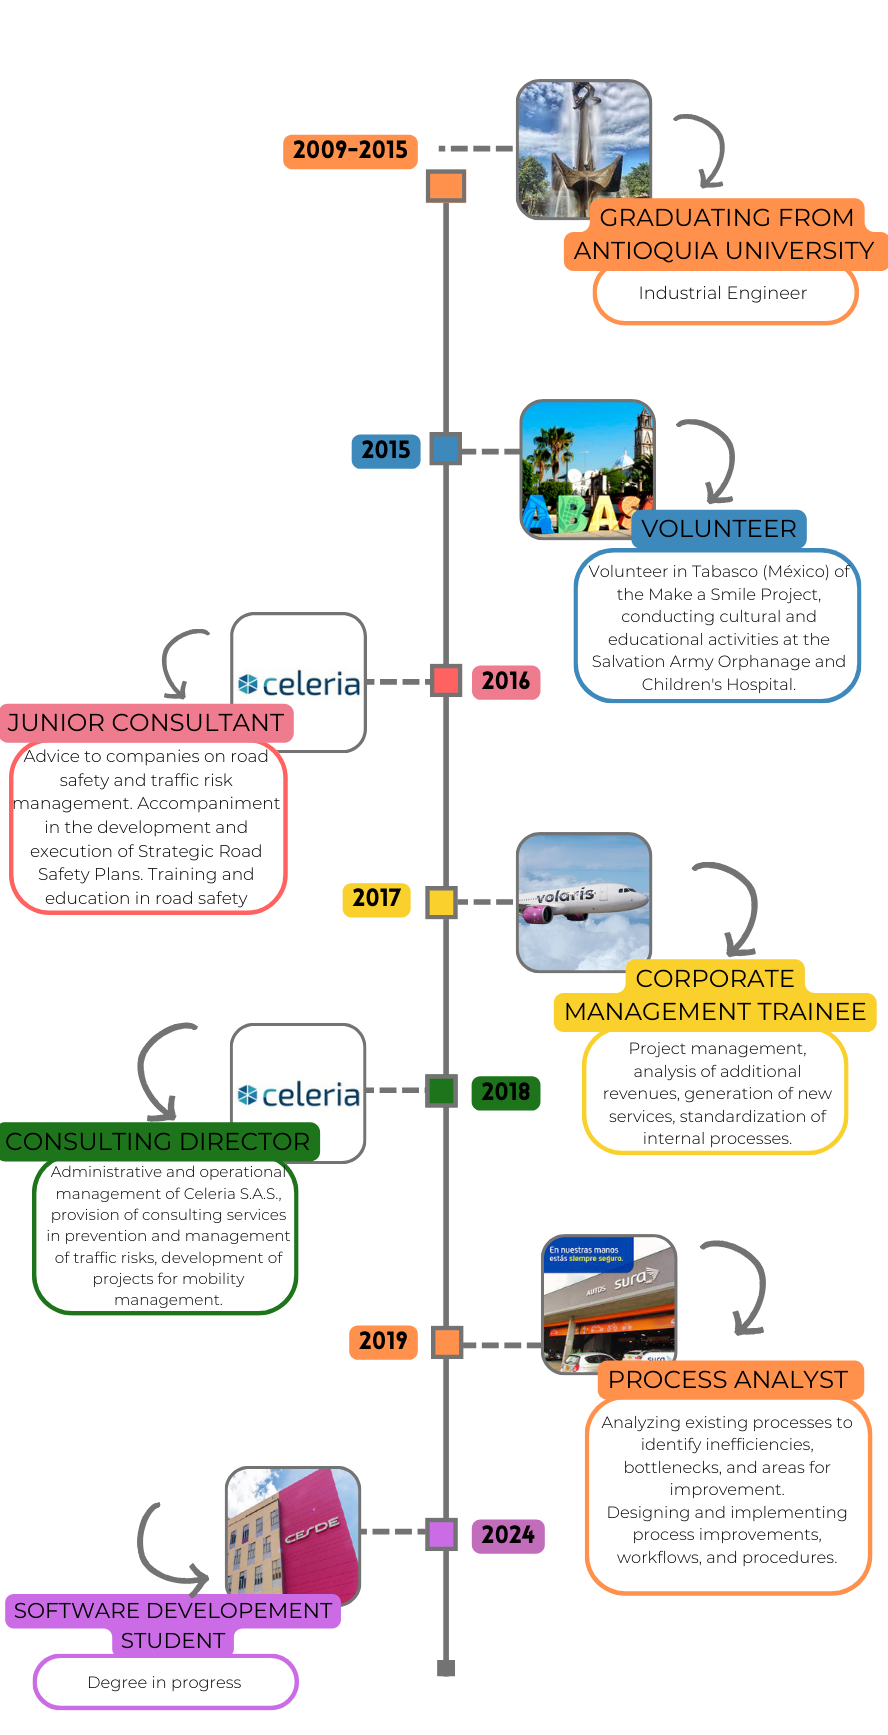 2009-2015
GRADUATING FROM
ANTIOQUIA UNIVERSITY
Industrial Engineer
2015
ABAS
VOLUNTEER
Volunteer in Tabasco (México) of
the Make a Smile Project,
conducting cultural and
educational activities at the
Salvation Army Orphanage and
Children's Hospital.
celeria
2016
JUNIOR CONSULTANT
Advice to companies on road
safety and traffic risk
management. Accompaniment
in the development and
execution of Strategic Road
Safety Plans. Training and
education in road safety
2017
volaris
CORPORATE
MANAGEMENT TRAINEE
Project management,
analysis of additional
revenues, generation of new
services, standardization of
internal processes.
celeria
2018
CONSULTING DIRECTOR
Administrative and operational
management of Celeria S.A.S.,
provision of consulting services
in prevention and management
of traffic risks, development of
projects for mobility
management.
2019
En nuestras manos
estás siempre seguro.
AUTOS sura
sura
PROCESS ANALYST
Analyzing existing processes to
identify inefficiencies,
bottlenecks, and areas for
improvement.
Designing and implementing
process improvements,
workflows, and procedures.
CESDE
2024
SOFTWARE DEVELOPEMENT
STUDENT
Degree in progress